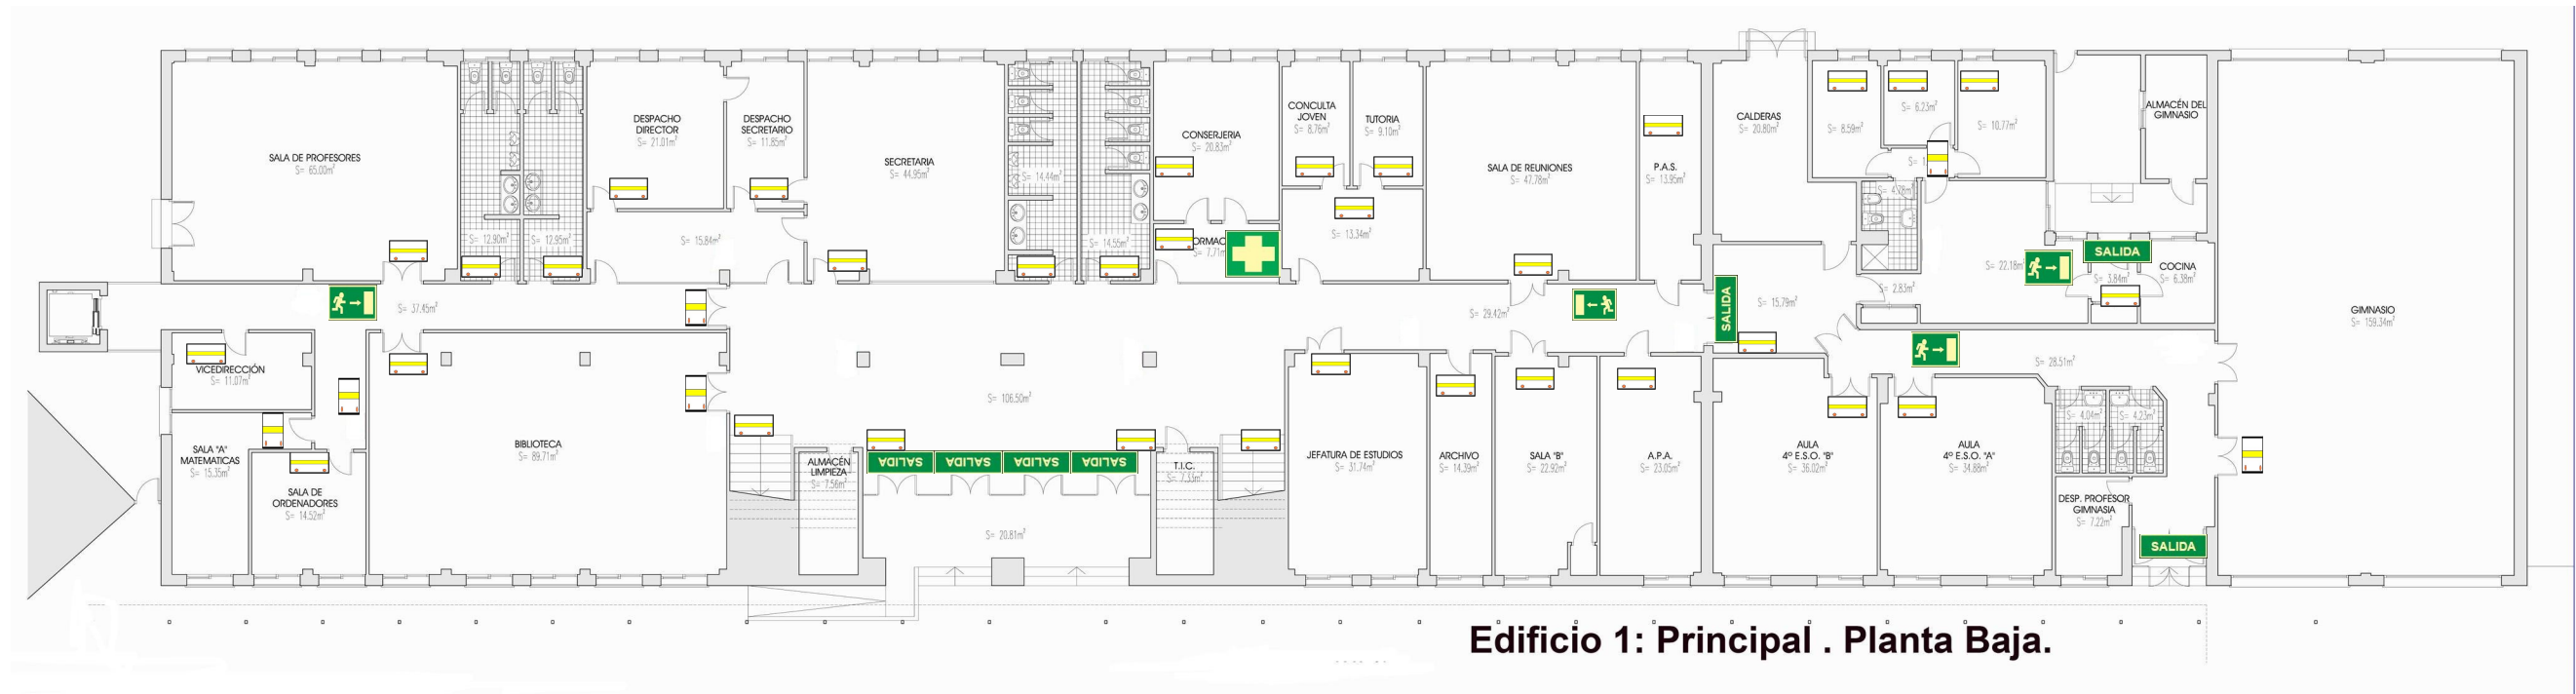 SALA DE PROFESORES
S= 65.00m²
S= 12.90m²
S= 12.95m²
DESPACHO
DIRECTOR
S= 21.01m²
DESPACHO
SECRETARIO
S= 11.85m²
S= 15.84m²
SECRETARIA
S= 44.95m²
S= 14.44m²
S= 14.55m²
CONSERJERIA
S= 20.83m²
ORMAC
S= 7.71m²
CONCULTA
JOVEN
S= 8.76m²
TUTORIA
S= 9.10m²
S= 13.34m²
SALA DE REUNIONES
S= 47.78m²
P.A.S.
S= 13.95m²
CALDERAS
S= 20.80m²
S= 8.59m²
S= 6.23m²
S= 10.77m²
S= 1
ALMACÉN DEL
GIMNASIO
S= 22.18m²
SALIDA
S= 3.84m²
COCINA
S= 6.38m²
S= 2.83m²
SALIDA
S= 15.79m²
GIMNASIO
S= 159.34m²
S= 37.45m²
S= 29.42m²
S= 28.51m²
VICEDIRECCIÓN
S= 11.07m²
SALA "A"
MATEMATICAS
S= 15.35m²
SALA DE
ORDENADORES
S= 14.52m²
BIBLIOTECA
S= 89.71m²
S= 106.50m²
ALMACÉN
LIMPIEZA
S= 7.56m²
SALIDA SALIDA SALIDA SALIDA
S= 20.81m²
T.I.C.
S= 7.33m²
JEFATURA DE ESTUDIOS
S= 31.74m²
ARCHIVO
S= 14.39m²
SALA "B"
S= 22.92m²
A.P.A.
S= 23.05m²
AULA
4º E.S.O. "B"
S= 36.02m²
AULA
4º E.S.O. "A"
S= 34.88m²
S= 4.04m²
S= 4.23m²
DESP. PROFESOR
GIMNASIA
S= 7.22m²
SALIDA
Edificio 1: Principal . Planta Baja.